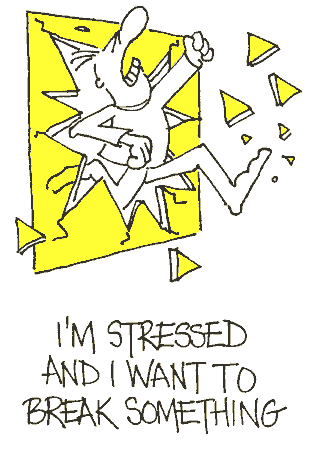 I'M STRESSED
AND I WANT TO
BREAK SOMETHING